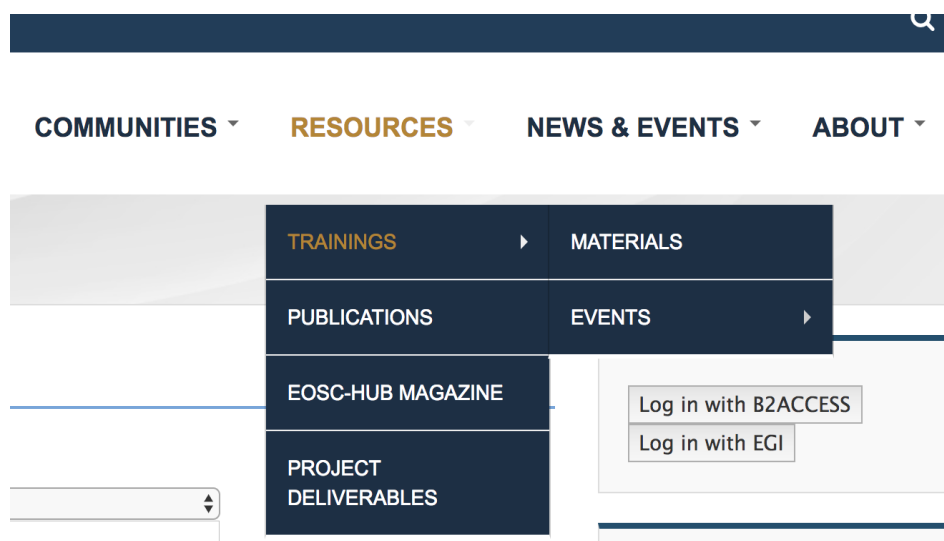 COMMUNITIES RESOURCES NEWS & EVENTS ABOUT
TRAININGS MATERIALS
PUBLICATIONS EVENTS
EOSC-HUB MAGAZINE
Log in with B2ACCESS
Log in with EGI
PROJECT
DELIVERABLES